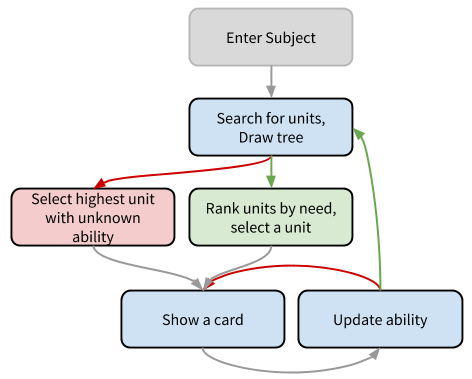 Enter Subject
Search for units,
Draw tree
Select highest unit
with unknown
ability
Rank units by need,
select a unit
Show a card
Update ability